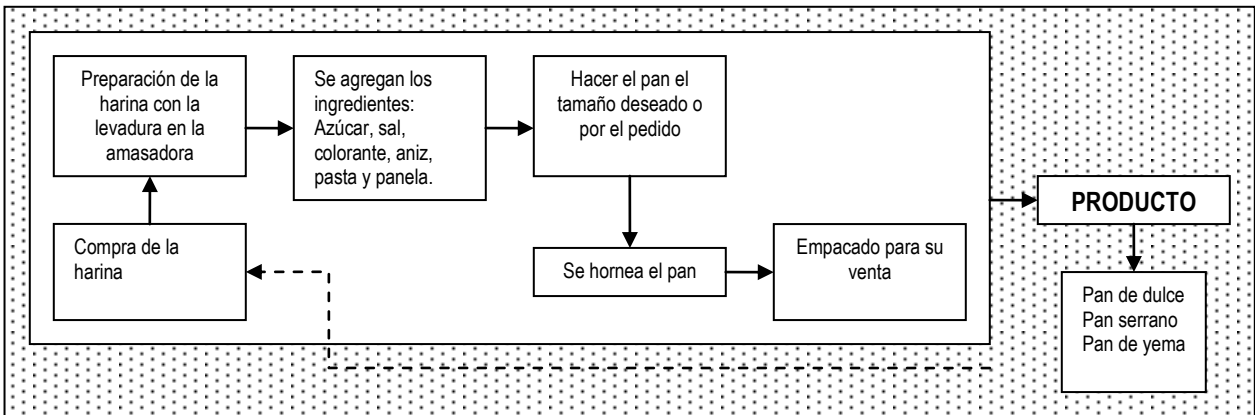 Preparación de la
harina con la
levadura en la
amasadora
Se agregan los
ingredientes:
Azúcar, sal,
colorante, aniz,
pasta y panela.
Hacer el pan el
tamaño deseado o
por el pedido
Compra de la
harina
Se hornea el pan
Empacado para su
venta
PRODUCTO
Pan de dulce
Pan serrano
Pan de yema